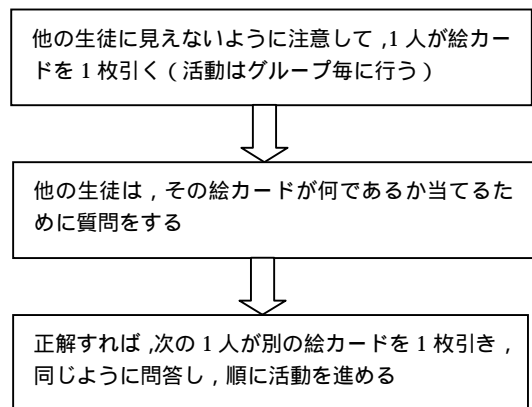 他の生徒に見えないように注意して，1人が絵カー
ドを1枚引く（活動はグループ毎に行う）
他の生徒は，その絵カードが何であるか当てるた
めに質問をする
正解すれば，次の1人が別の絵カードを1枚引き，
同じように問答し，順に活動を進める